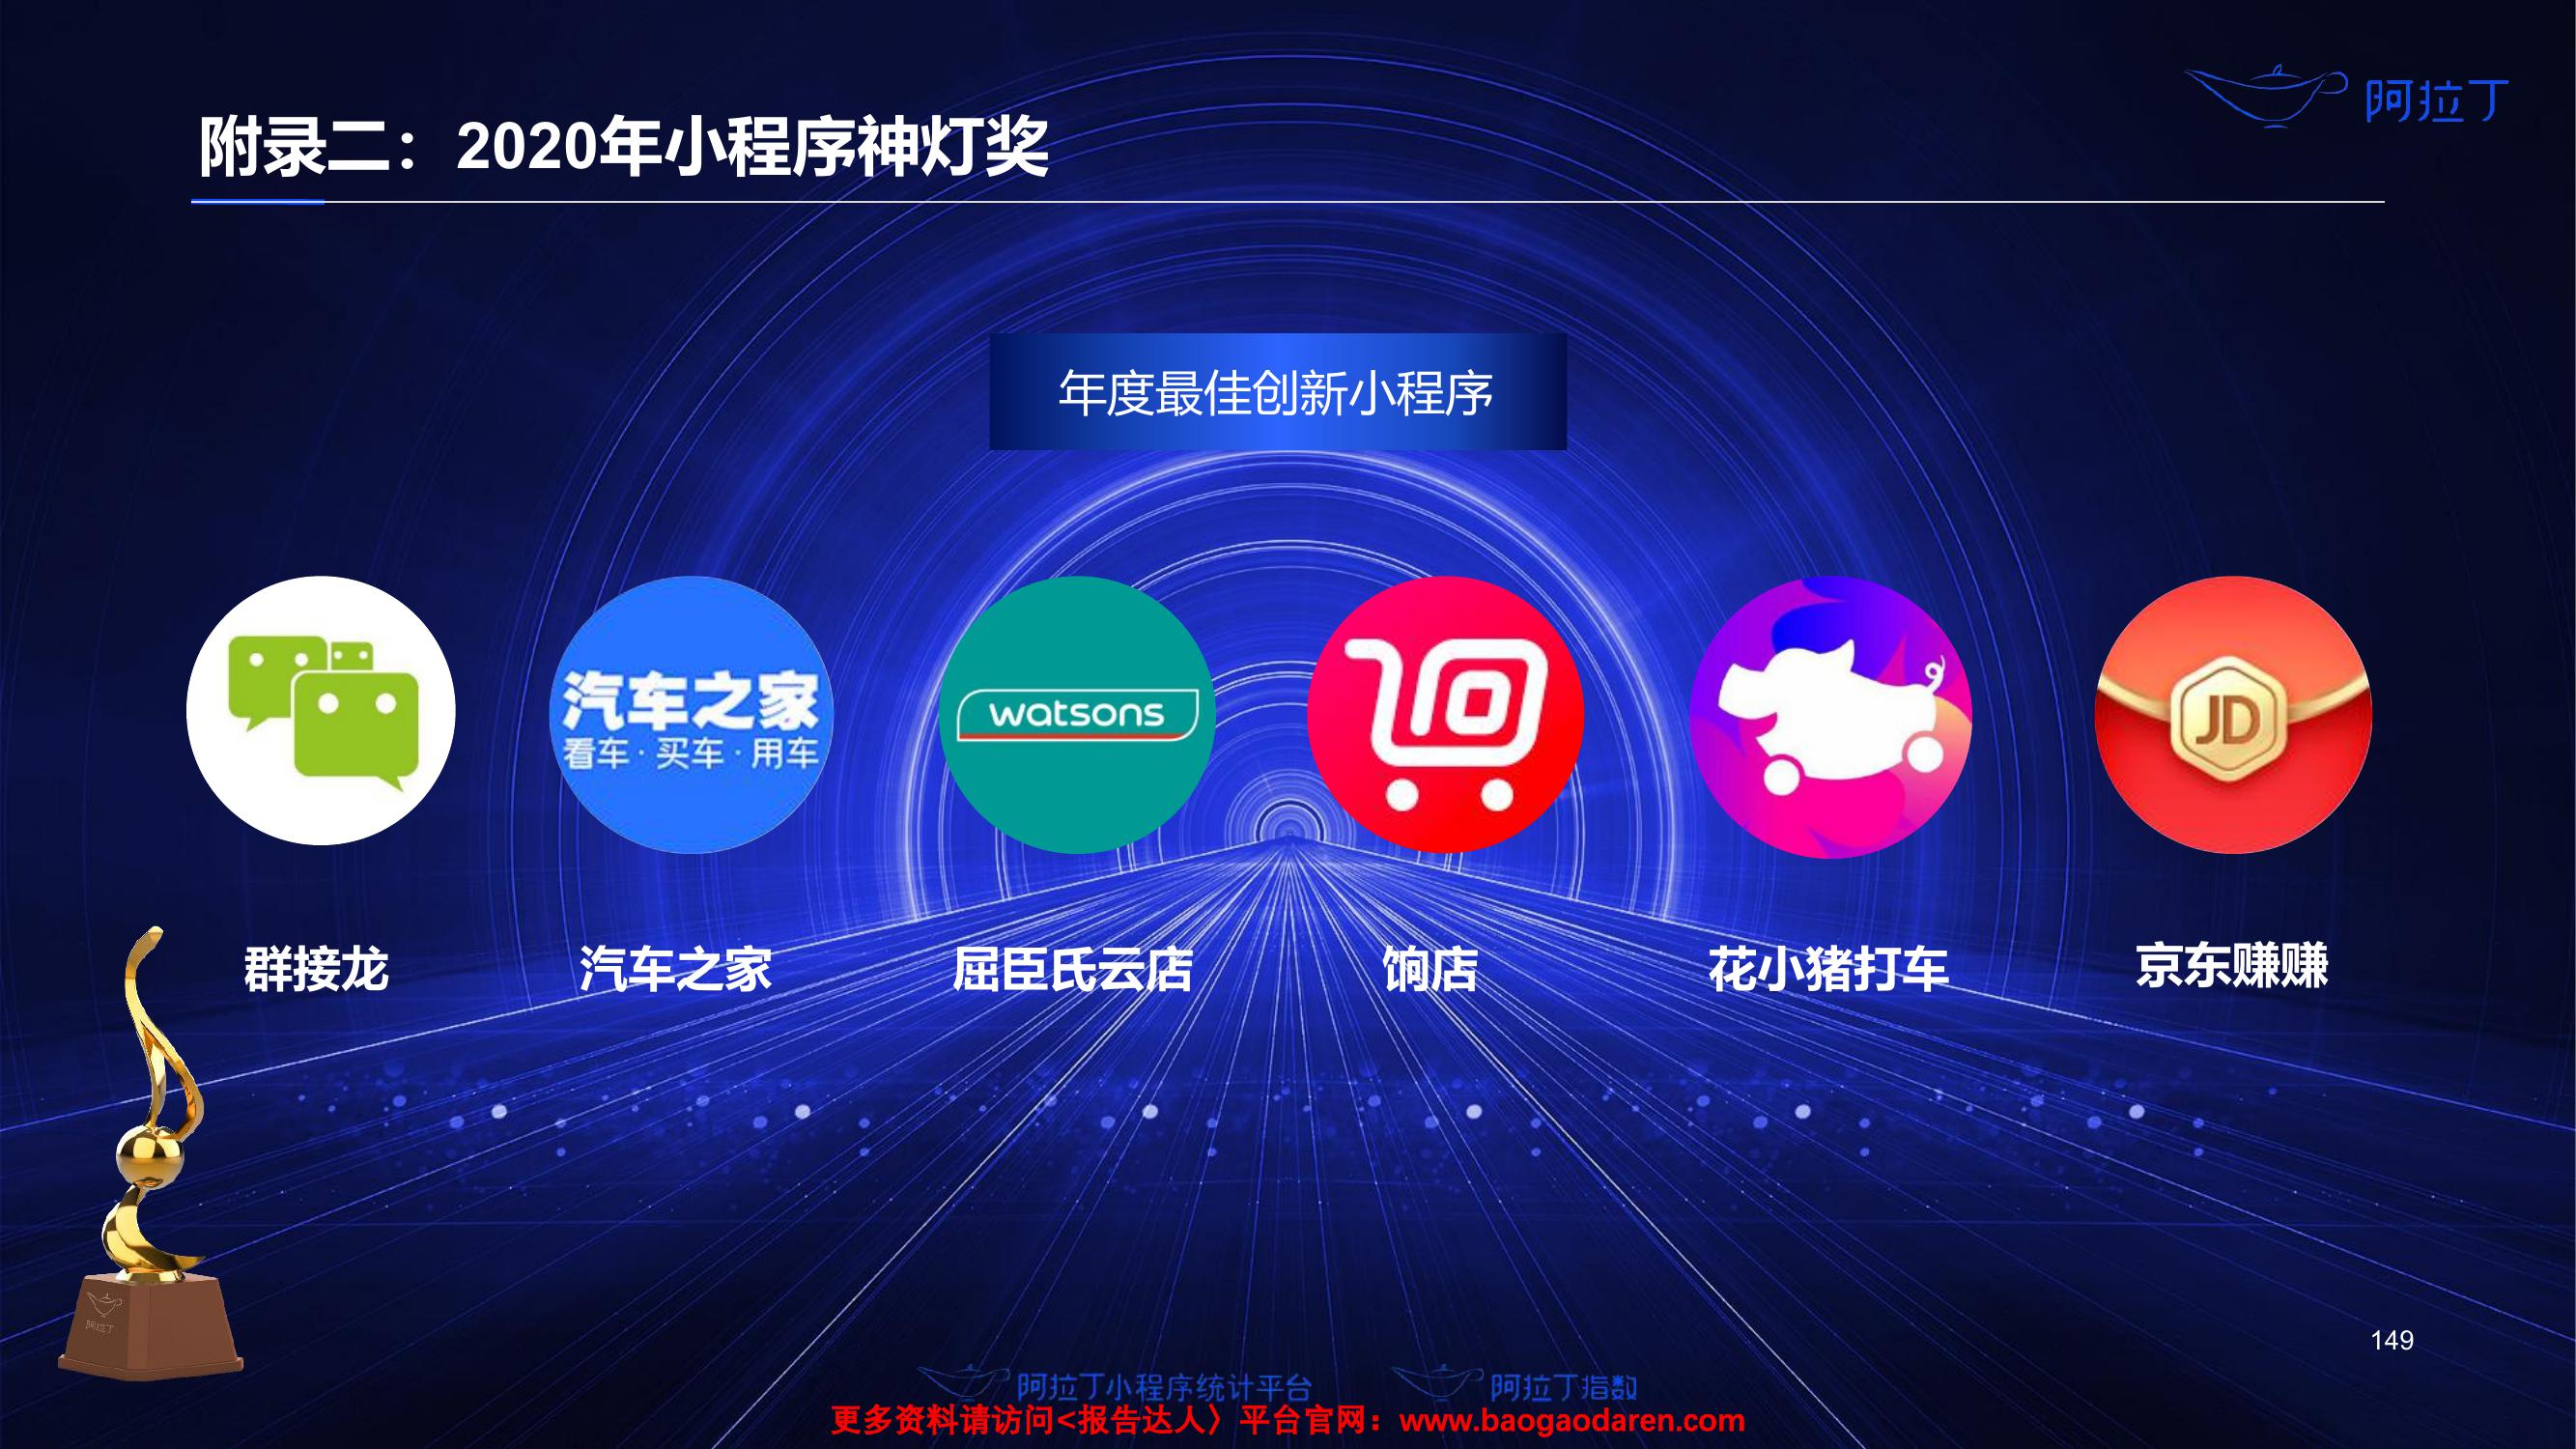 阿拉丁
附录二：2020年小程序神灯奖
年度最佳创新小程序
汽车之家
看车·买车·用车
watsons
JD
群接龙
汽车之家
屈臣氏云店
饷店
花小猪打车
京东赚赚
阿拉丁
149
阿拉丁小程序统计平台
阿拉丁指数
更多资料请访问<报告达人〉平台官网：www.baogaodaren.com